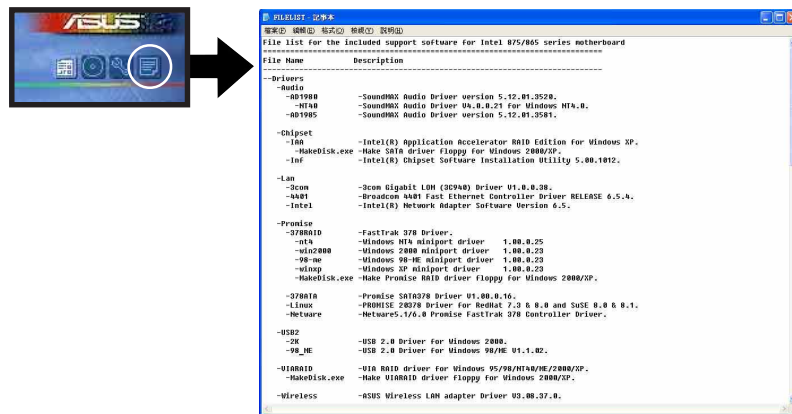 ASUS
FILELIST - 記事本
檔案(F) 編輯(E) 格式(O) 檢視(V) 說明(H)
File list for the included support software for Intel 875/865 series motherboard
================================================================
File Name Description
----------------------------------------------------------------
--Drivers
-Audio
-AD1980 -SoundMAX Audio Driver version 5.12.01.3520.
-NT40 -SoundMAX Audio Driver V4.0.0.21 for Windows NT4.0.
-AD1985 -SoundMAX Audio Driver version 5.12.01.3581.
-Chipset
-IAA -Intel(R) Application Accelerator RAID Edition for Windows XP.
-MakeDisk.exe -Make SATA driver floppy for Windows 2000/XP.
-Inf -Intel(R) Chipset Software Installation Utility 5.00.1012.
-Lan
-3com -3com Gigabit LOM (3C940) Driver V1.0.0.38.
-4401 -Broadcom 4401 Fast Ethernet Controller Driver RELEASE 6.5.4.
-Intel -Intel(R) Network Adapter Software Version 6.5.
-Promise
-378RAID -FastTrak 378 Driver.
-nt4 -Windows NT4 miniport driver 1.00.0.25
-win2000 -Windows 2000 miniport driver 1.00.0.23
-98-me -Windows 98-ME miniport driver 1.00.0.23
-winxp -Windows XP miniport driver 1.00.0.23
-MakeDisk.exe -Make Promise RAID driver floppy for Windows 2000/XP.
-378ATA -Promise SATA378 Driver V1.00.0.16.
-Linux -PROMISE 20378 Driver for RedHat 7.3 & 8.0 and SuSE 8.0 & 8.1.
-Netware -Netware5.1/6.0 Promise FastTrak 378 Controller Driver.
-USB2
-2K -USB 2.0 Driver for Windows 2000.
-98_ME -USB 2.0 Driver for Windows 98/ME V1.1.02.
-VIARAID -VIA RAID driver for Windows 95/98/NT40/ME/2000/XP.
-MakeDisk.exe -Make VIARAID driver floppy for Windows 2000/XP.
-Wireless -ASUS Wireless LAN adapter Driver V3.08.37.0.